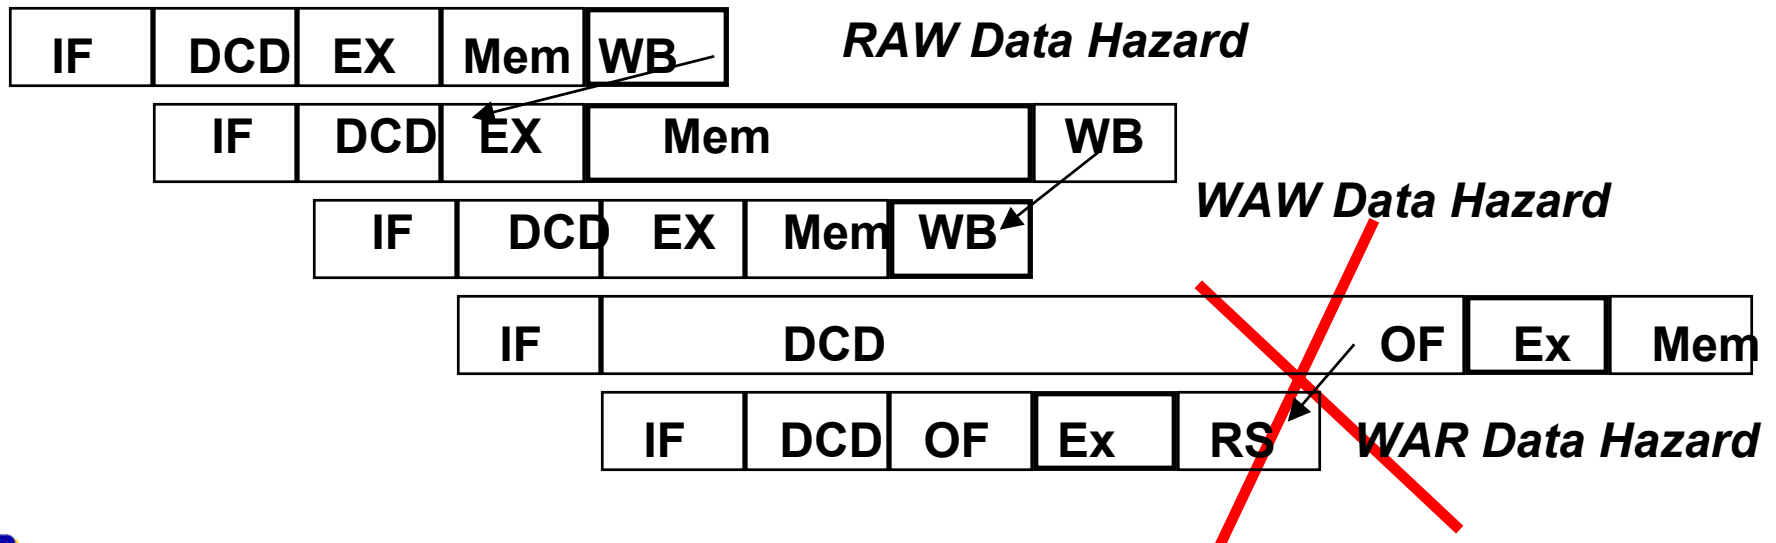 IF DCD EX Mem WB RAW Data Hazard
IF DCD EX Mem WB
WAW Data Hazard
IF DCD EX Mem WB
IF DCD OF Ex Mem
IF DCD OF Ex RS WAR Data Hazard